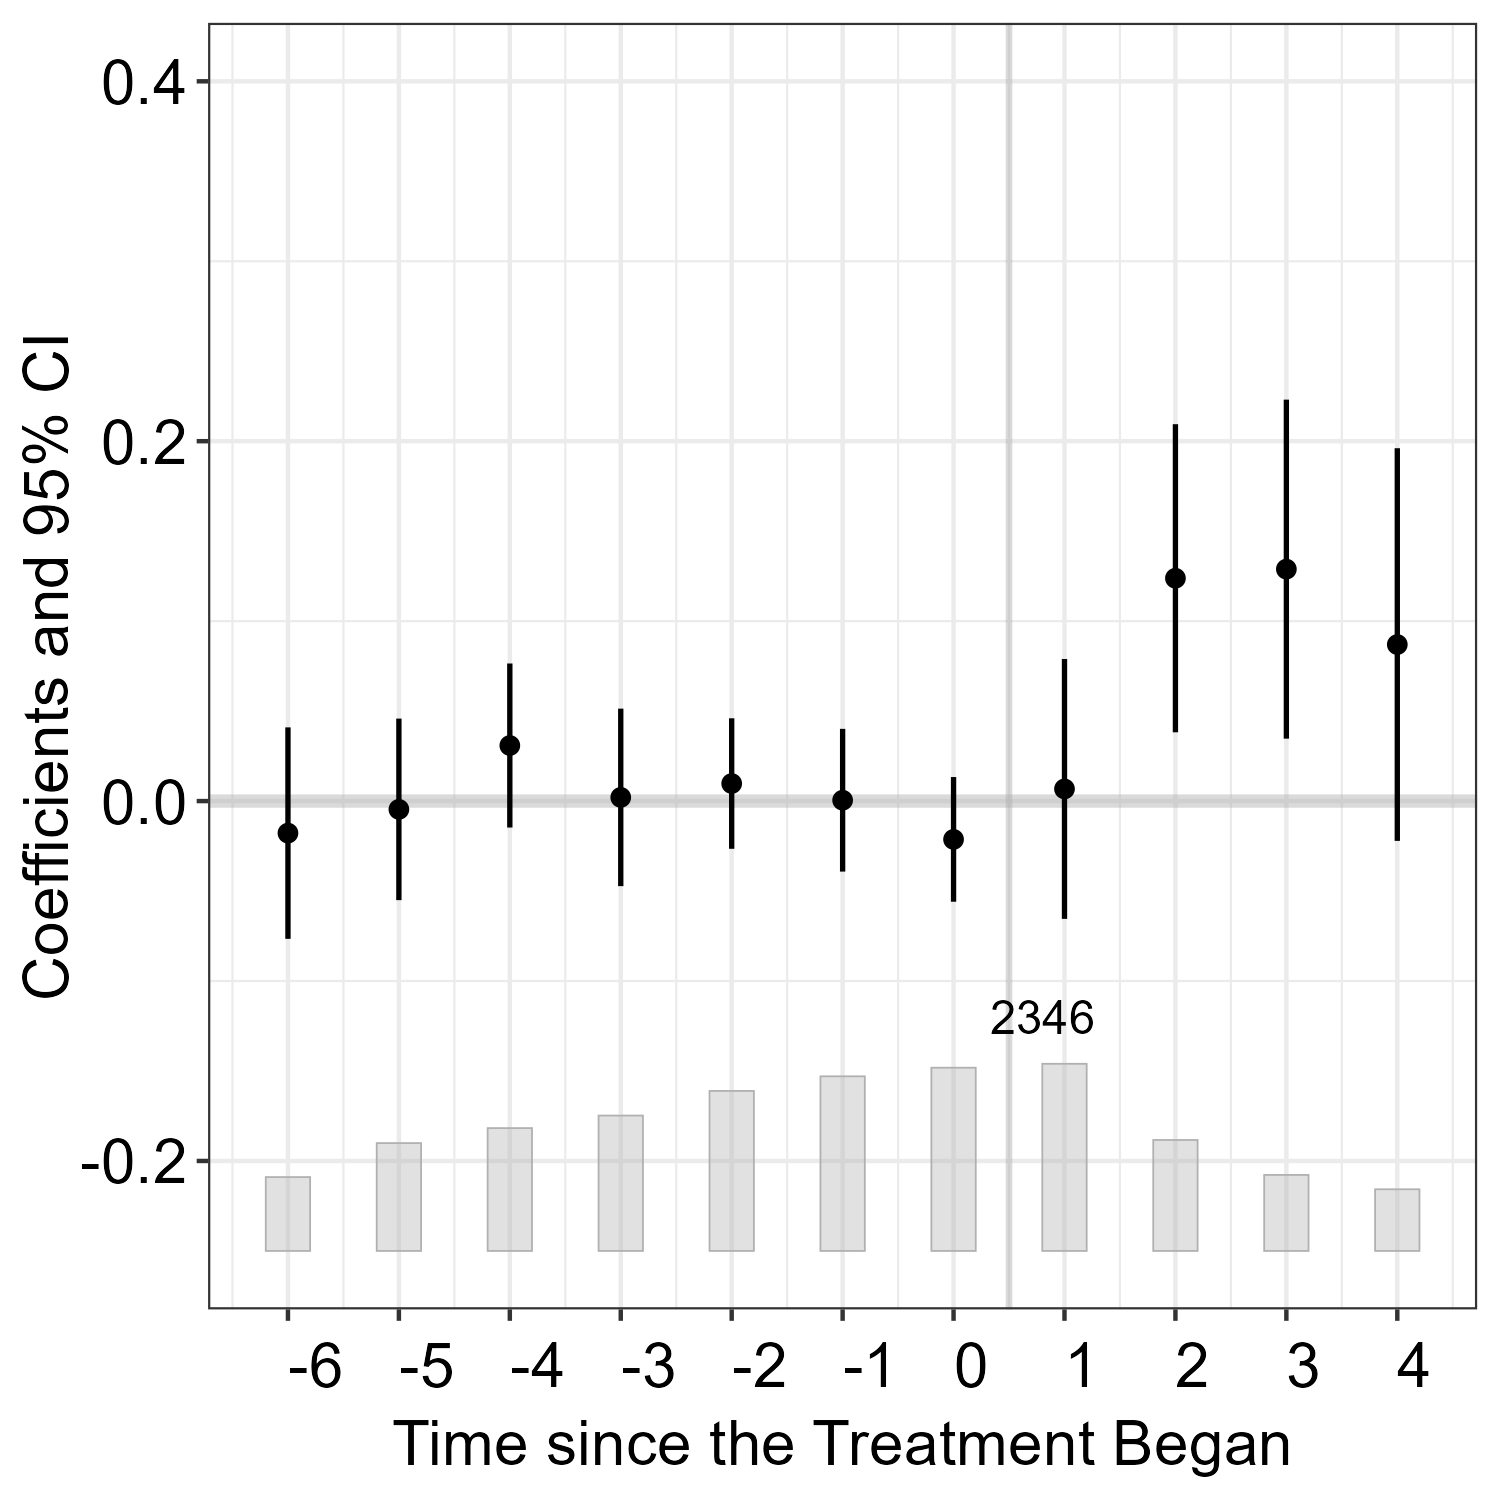 Coefficients and 95% CI
0.4
0.2
0.0
-0.2
2346
-6 -5 -4 -3 -2 -1 0 1 2 3 4
Time since the Treatment Began